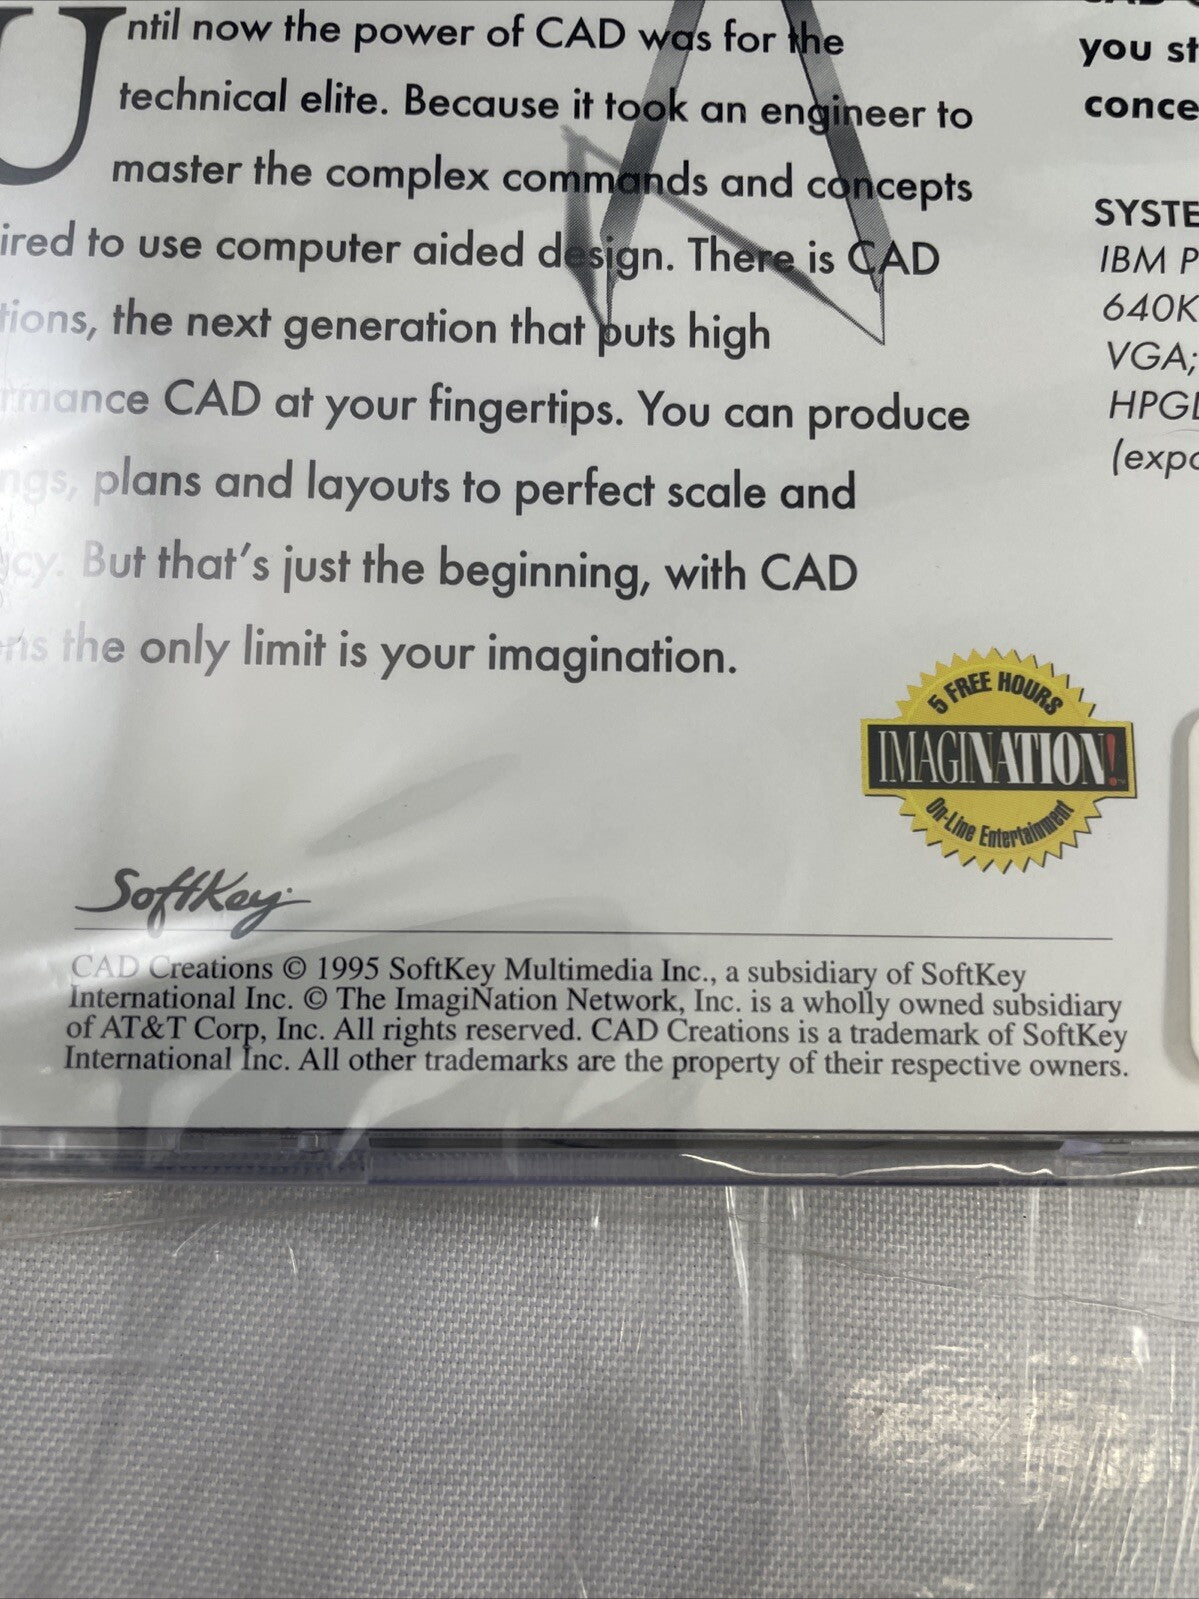 Until now the power of CAD was for the
technical elite. Because it took an engineer to
master the complex commands and concepts
ired to use computer aided design. There is CAD
tions, the next generation that puts high
rmance CAD at your fingertips. You can produce
ngs, plans and layouts to perfect scale and
cy. But that's just the beginning, with CAD
ns the only limit is your imagination.
you st
conce
SYSTE
IBM P
640K
VGA;
HPGL
(expo
5 FREE HOURS
IMAGINATION!
On-Line Entertainment
SoftKey
CAD Creations © 1995 SoftKey Multimedia Inc., a subsidiary of SoftKey
International Inc. © The ImagiNation Network, Inc. is a wholly owned subsidiary
of AT&T Corp, Inc. All rights reserved. CAD Creations is a trademark of SoftKey
International Inc. All other trademarks are the property of their respective owners.